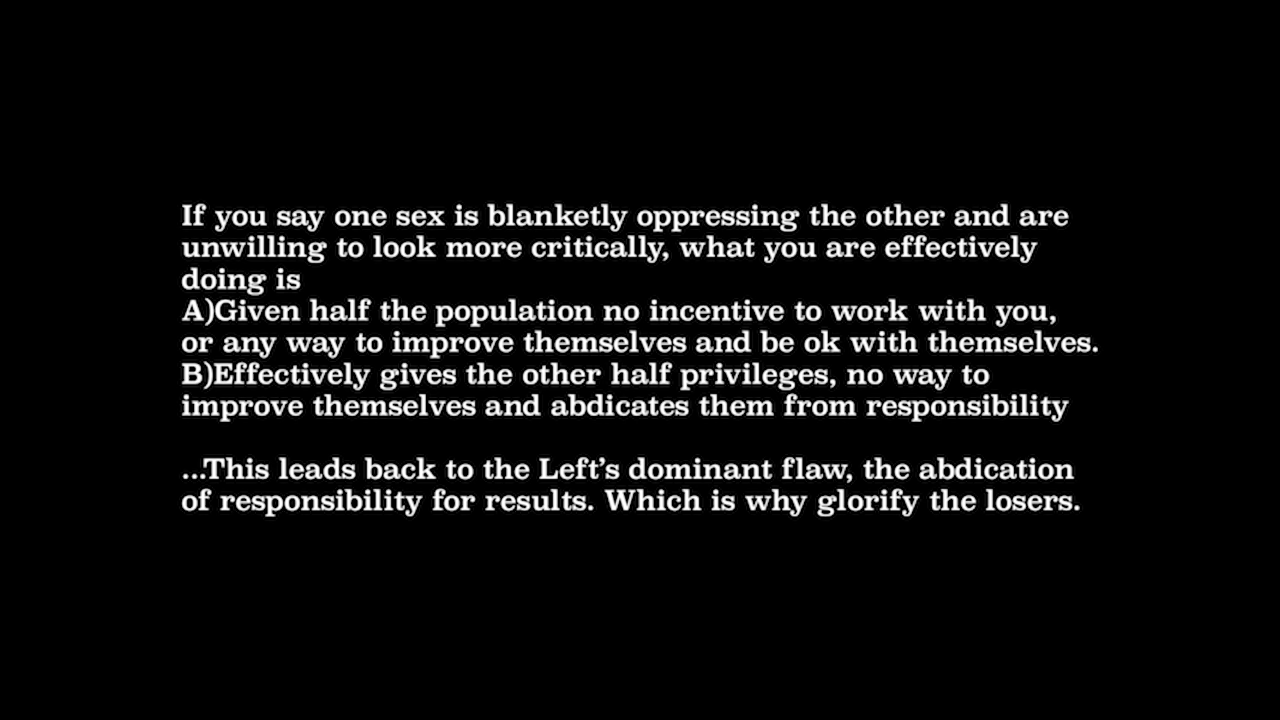 If you say one sex is blanketly oppressing the other and are
unwilling to look more critically, what you are effectively
doing is
A)Given half the population no incentive to work with you,
or any way to improve themselves and be ok with themselves.
B)Effectively gives the other half privileges, no way to
improve themselves and abdicates them from responsibility
...This leads back to the Left’s dominant flaw, the abdication
of responsibility for results. Which is why glorify the losers.